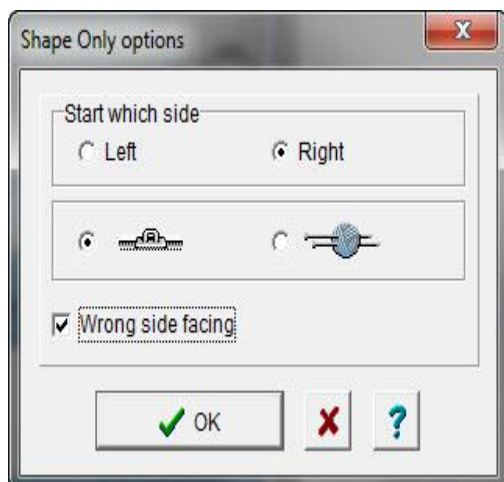 Shape Only options
Start which side
Left Right
Wrong side facing
OK